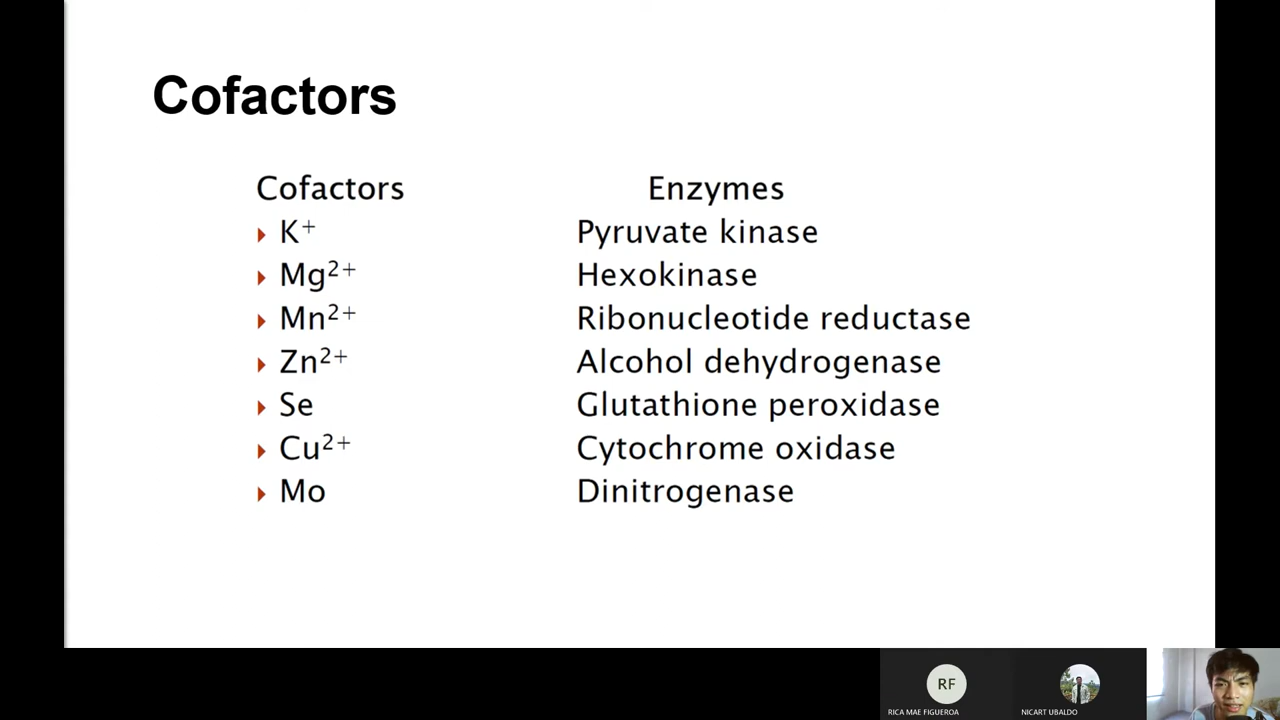 Cofactors
Cofactors Enzymes
K⁺ Pyruvate kinase
Mg²⁺ Hexokinase
Mn²⁺ Ribonucleotide reductase
Zn²⁺ Alcohol dehydrogenase
Se Glutathione peroxidase
Cu²⁺ Cytochrome oxidase
Mo Dinitrogenase
RF
RICA MAE FIGUEROA NICART UBALDO